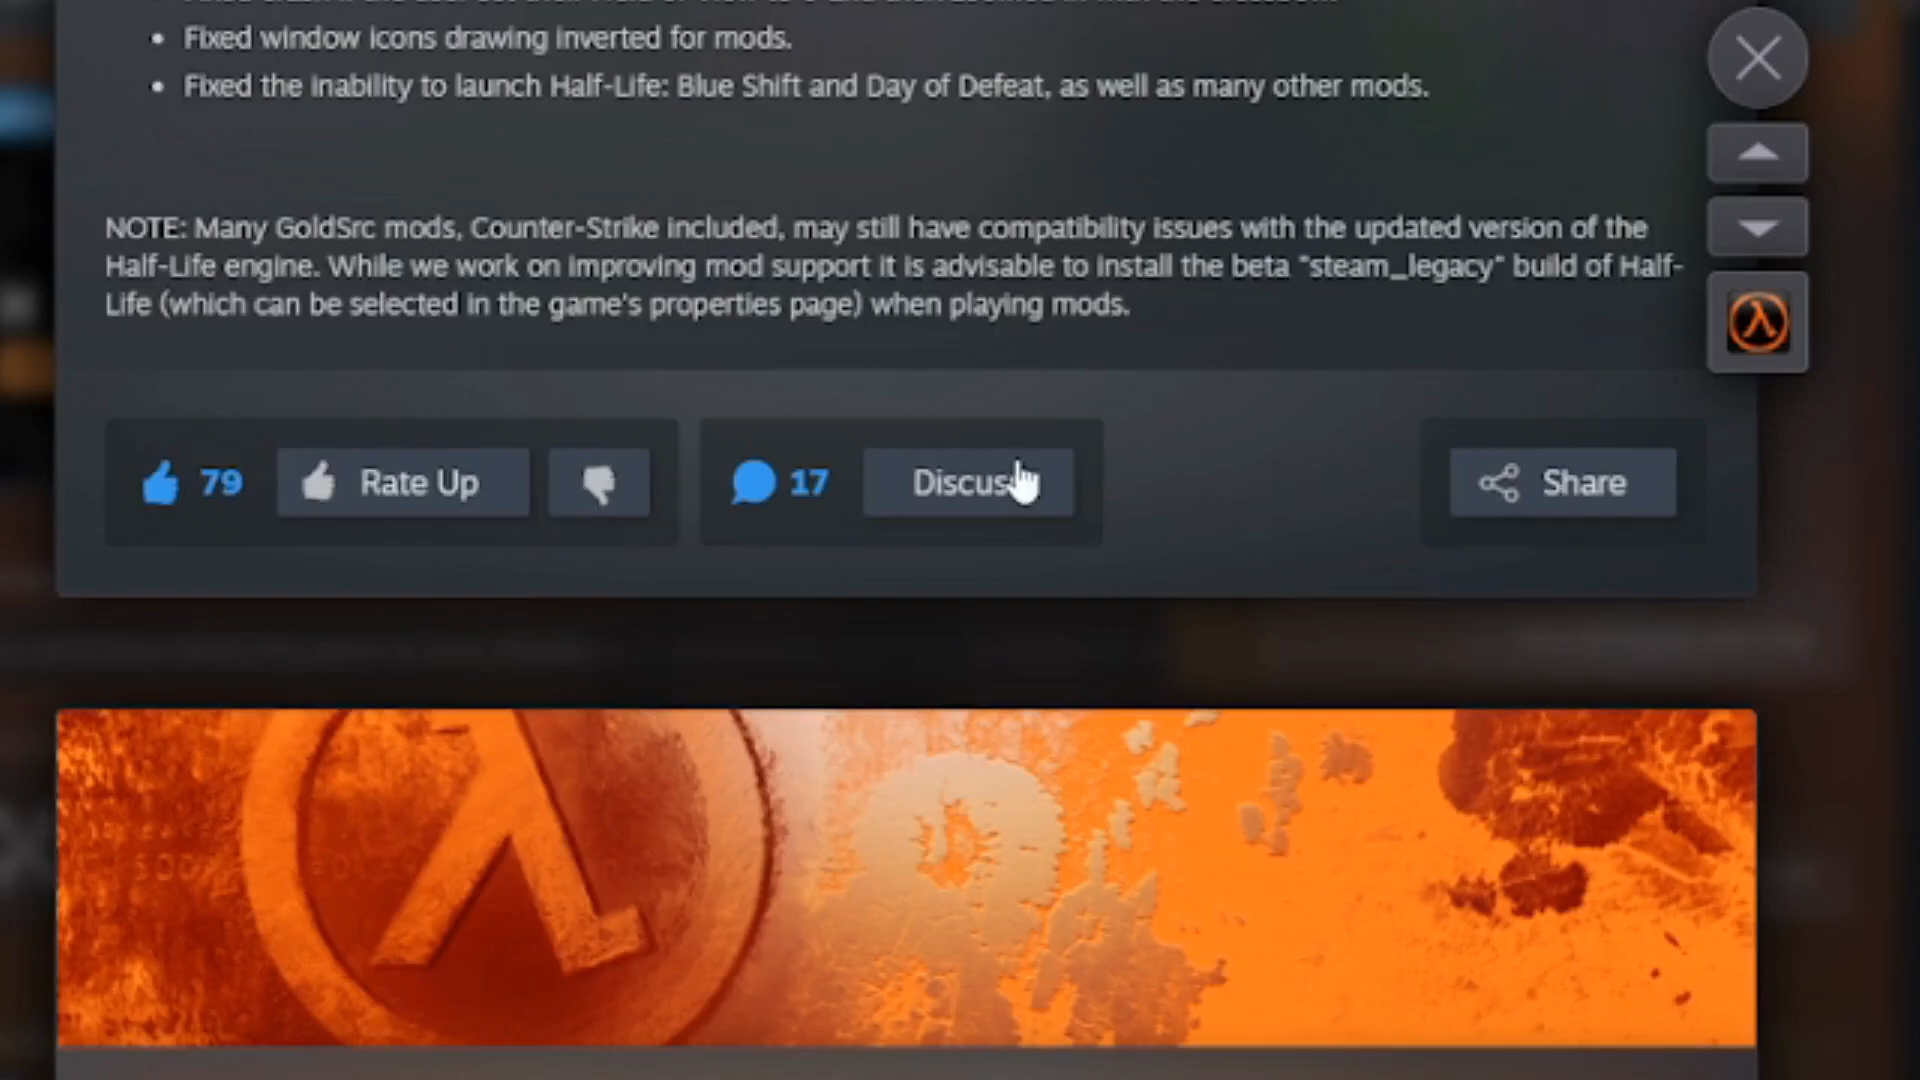 Fixed window icons drawing inverted for mods.
Fixed the inability to launch Half-Life: Blue Shift and Day of Defeat, as well as many other mods.
NOTE: Many GoldSrc mods, Counter-Strike included, may still have compatibility issues with the updated version of the
Half-Life engine. While we work on improving mod support it is advisable to install the beta "steam_legacy" build of Half-
Life (which can be selected in the game's properties page) when playing mods.
79 Rate Up 17 Discus Share